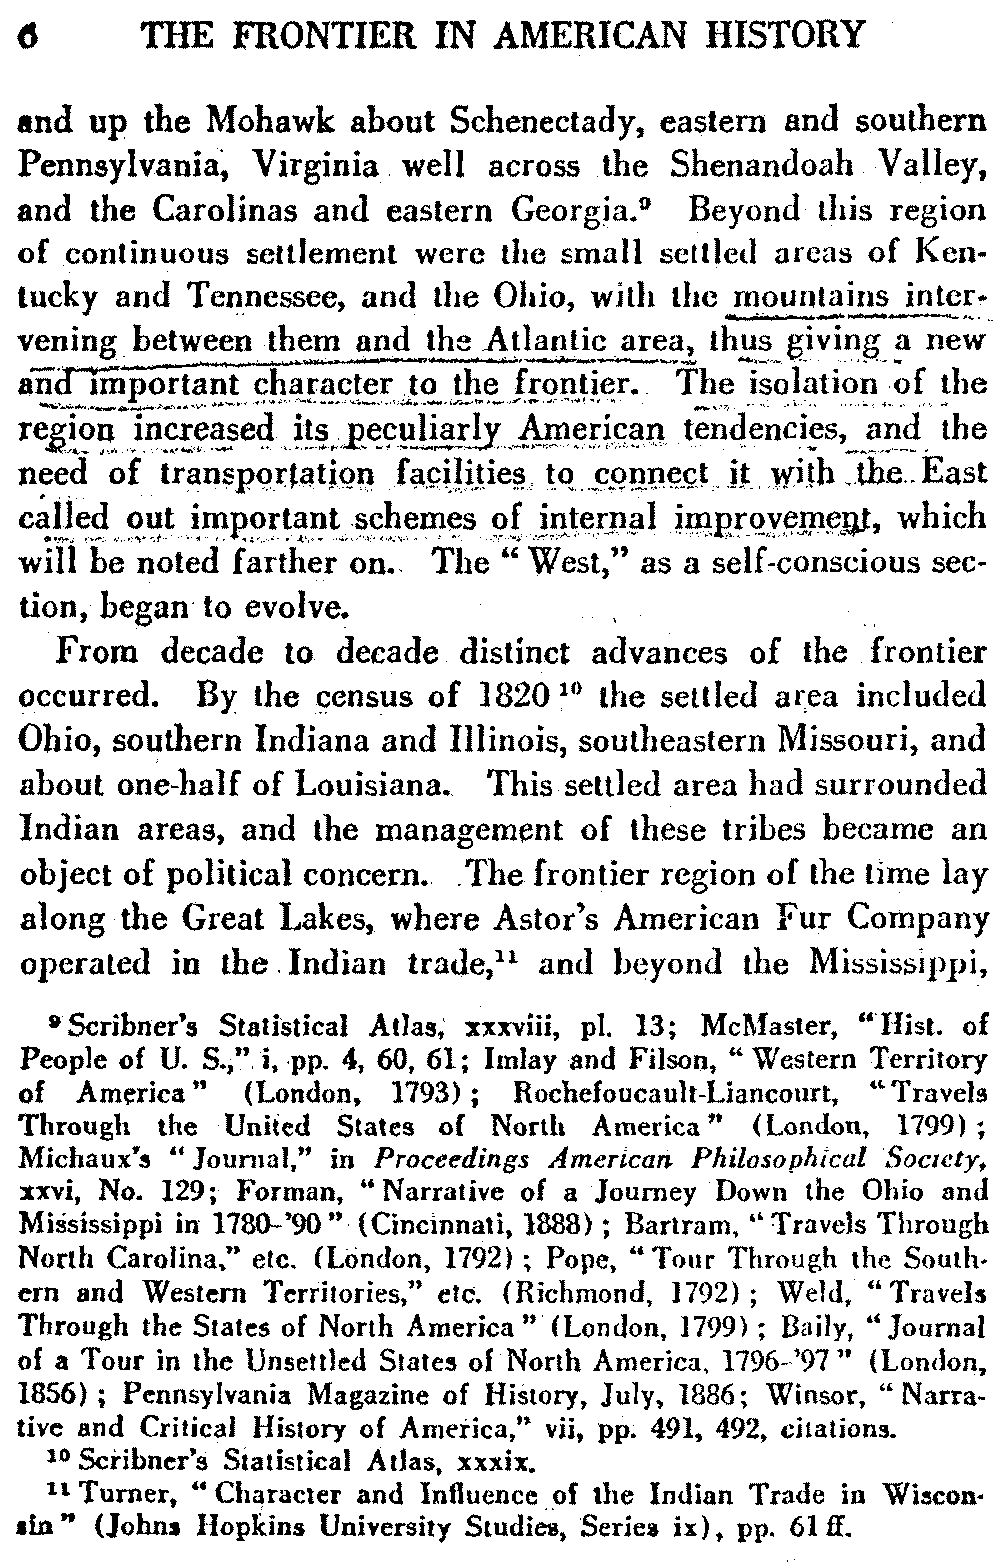 6 THE FRONTIER IN AMERICAN HISTORY
and up the Mohawk about Schenectady, eastern and southern
Pennsylvania, Virginia well across the Shenandoah Valley,
and the Carolinas and eastern Georgia.⁹ Beyond this region
of continuous settlement were the small settled areas of Ken-
tucky and Tennessee, and the Ohio, with the mountains inter-
vening between them and the Atlantic area, thus giving a new
and important character to the frontier. The isolation of the
region increased its peculiarly American tendencies, and the
need of transportation facilities to connect it with the East
called out important schemes of internal improvement, which
will be noted farther on. The “ West,” as a self-conscious sec-
tion, began to evolve.
From decade to decade distinct advances of the frontier
occurred. By the census of 1820 ¹⁰ the settled area included
Ohio, southern Indiana and Illinois, southeastern Missouri, and
about one-half of Louisiana. This settled area had surrounded
Indian areas, and the management of these tribes became an
object of political concern. The frontier region of the time lay
along the Great Lakes, where Astor’s American Fur Company
operated in the Indian trade,¹¹ and beyond the Mississippi,
⁹ Scribner’s Statistical Atlas, xxxviii, pl. 13; McMaster, “ Hist. of
People of U. S.,” i, pp. 4, 60, 61; Imlay and Filson, “ Western Territory
of America ” (London, 1793) ; Rochefoucault-Liancourt, “ Travels
Through the United States of North America ” (London, 1799) ;
Michaux’s “ Journal,” in Proceedings American Philosophical Society,
xxvi, No. 129; Forman, “ Narrative of a Journey Down the Ohio and
Mississippi in 1780–’90 ” (Cincinnati, 1888) ; Bartram, “ Travels Through
North Carolina,” etc. (London, 1792) ; Pope, “ Tour Through the South-
ern and Western Territories,” etc. (Richmond, 1792) ; Weld, “ Travels
Through the States of North America ” (London, 1799) ; Baily, “ Journal
of a Tour in the Unsettled States of North America, 1796–’97 ” (London,
1856) ; Pennsylvania Magazine of History, July, 1886; Winsor, “ Narra-
tive and Critical History of America,” vii, pp. 491, 492, citations.
¹⁰ Scribner’s Statistical Atlas, xxxix.
¹¹ Turner, “ Character and Influence of the Indian Trade in Wiscon-
sin ” (Johns Hopkins University Studies, Series ix), pp. 61 ff.